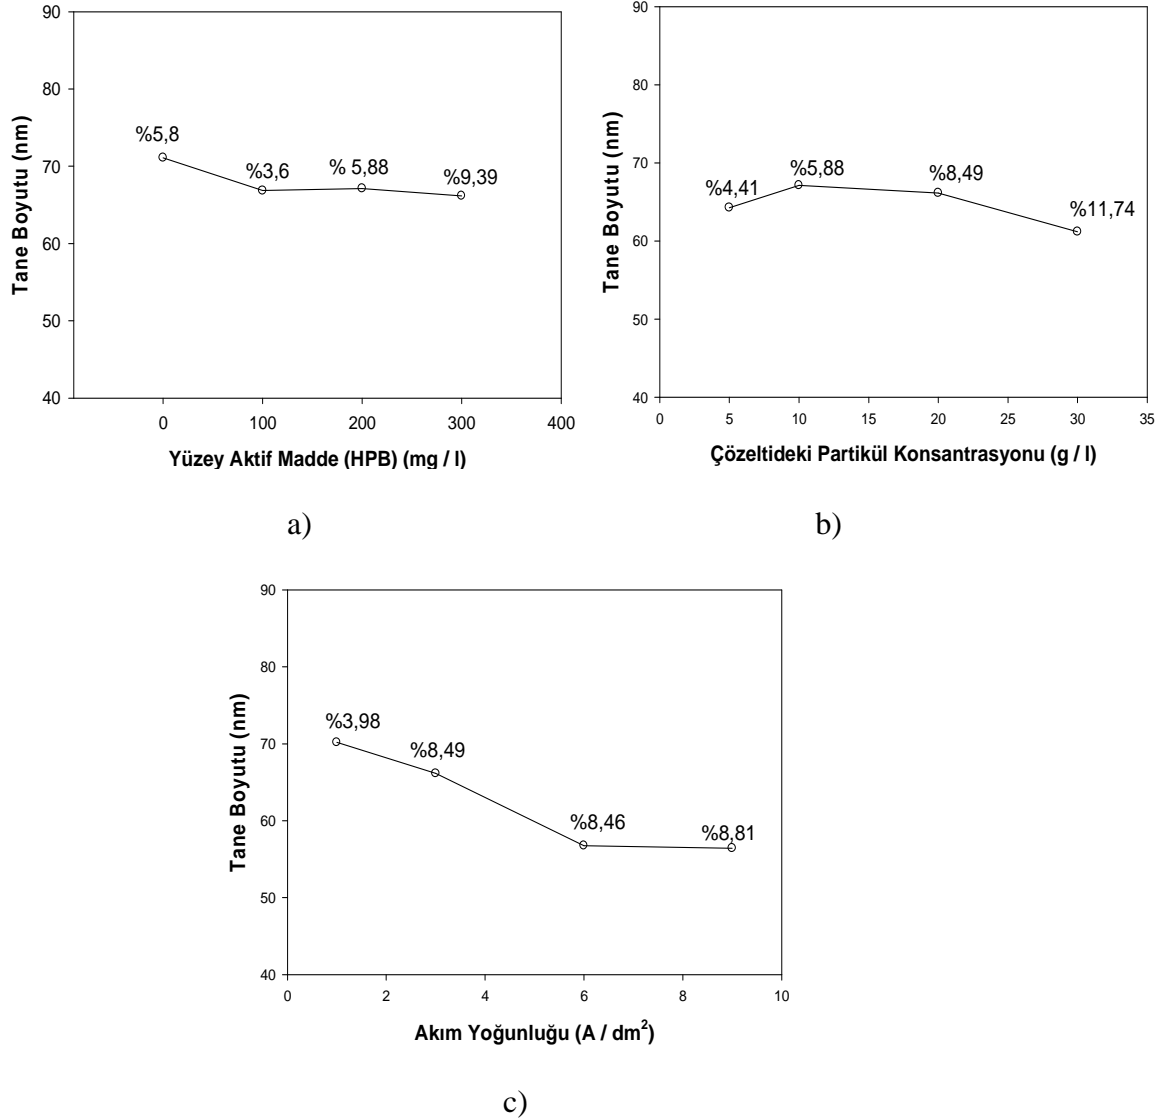 90
80
70
60
50
40
Tane Boyutu (nm)
%5,8
%3,6
% 5,88
%9,39
0 100 200 300 400
Yüzey Aktif Madde (HPB) (mg / l)
a)
90
80
70
60
50
40
Tane Boyutu (nm)
%4,41
%5,88
%8,49
%11,74
0 5 10 15 20 25 30 35
Çözeltideki Partikül Konsantrasyonu (g / l)
b)
90
80
70
60
50
40
Tane Boyutu (nm)
%3,98
%8,49
%8,46
%8,81
0 2 4 6 8 10
Akım Yoğunluğu (A / dm²)
c)